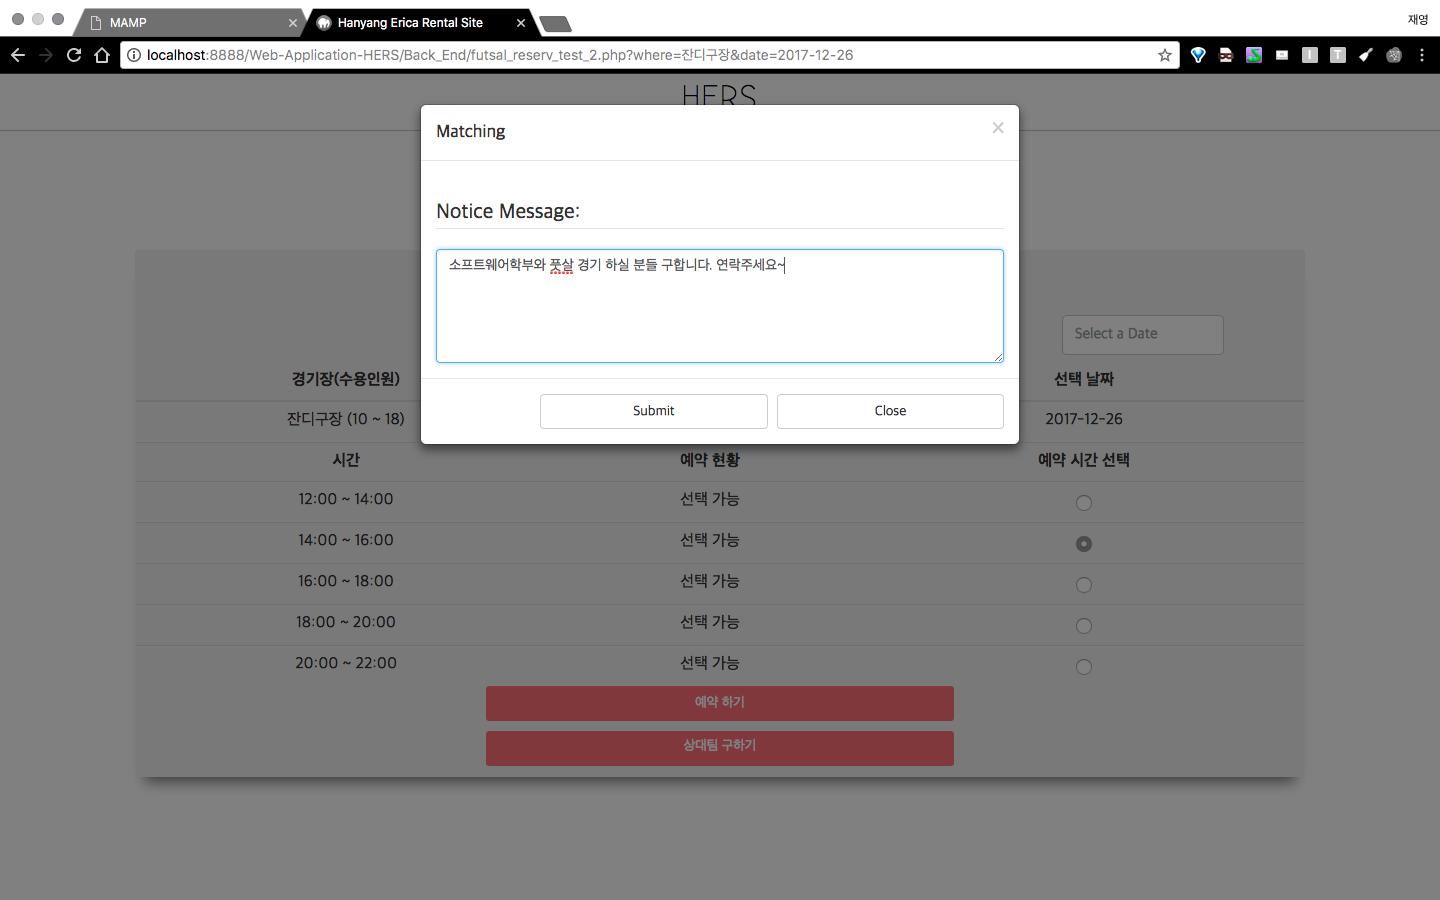 MAMP
Hanyang Erica Rental Site
재영
localhost:8888/Web-Application-HERS/Back_End/futsal_reserv_test_2.php?where=잔디구장&date=2017-12-26
HERS
Matching
×
Notice Message:
소프트웨어학부와 풋살 경기 하실 분들 구합니다. 연락주세요~
Submit Close
Select a Date
경기장(수용인원) 선택 날짜
잔디구장 (10 ~ 18) 2017-12-26
시간 예약 현황 예약 시간 선택
12:00 ~ 14:00 선택 가능
14:00 ~ 16:00 선택 가능
16:00 ~ 18:00 선택 가능
18:00 ~ 20:00 선택 가능
20:00 ~ 22:00 선택 가능
예약 하기
상대팀 구하기